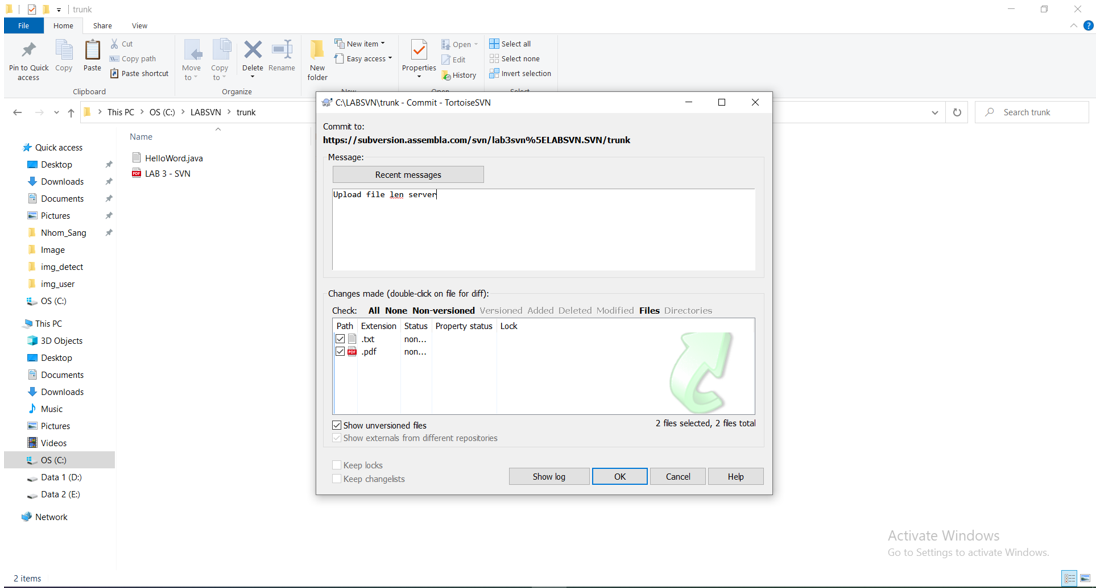 trunk
File Home Share View
Pin to Quick access
Copy
Paste
Cut
Copy path
Paste shortcut
Clipboard
Move to
Copy to
Delete
Rename
Organize
New folder
New item
Easy access
New
Properties
Open
Edit
History
Open
Select all
Select none
Invert selection
Select
This PC > OS (C:) > LABSVN > trunk
Search trunk
Name
HelloWord.java
LAB 3 - SVN
Quick access
Desktop
Downloads
Documents
Pictures
Nhom_Sang
Image
img_detect
img_user
OS (C:)
This PC
3D Objects
Desktop
Documents
Downloads
Music
Pictures
Videos
OS (C:)
Data 1 (D:)
Data 2 (E:)
Network
2 items
C:\LABSVN\trunk - Commit - TortoiseSVN
Commit to:
https://subversion.assembla.com/svn/lab3svn%5ELABSVN.SVN/trunk
Message:
Recent messages
Upload file len server
Changes made (double-click on file for diff):
Check: All None Non-versioned Versioned Added Deleted Modified Files Directories
Path Extension Status Property status Lock
.txt non...
PDF .pdf non...
2 files selected, 2 files total
Show unversioned files
Show externals from different repositories
Keep locks
Keep changelists
Show log OK Cancel Help
Activate Windows
Go to Settings to activate Windows.